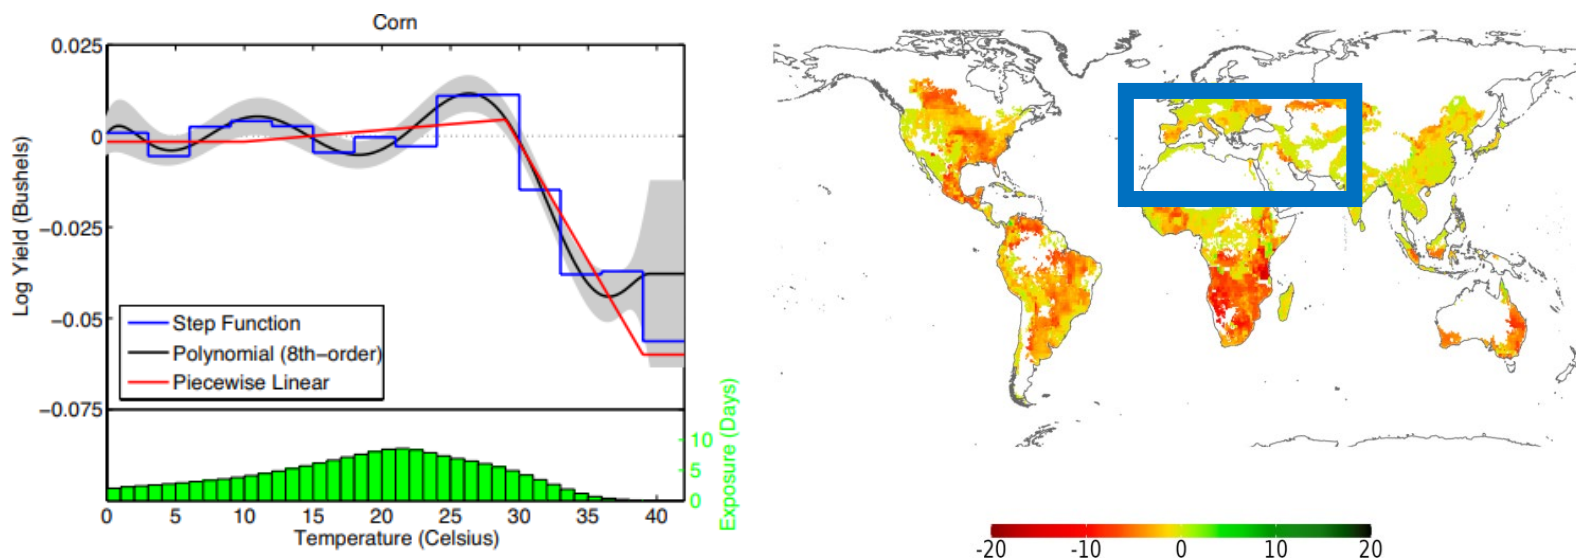 Corn
0.025
0
−0.025
−0.05
−0.075
Log Yield (Bushels)
Step Function
Polynomial (8th−order)
Piecewise Linear
10
5
0
Exposure (Days)
0 5 10 15 20 25 30 35 40
Temperature (Celsius)
-20 -10 0 10 20